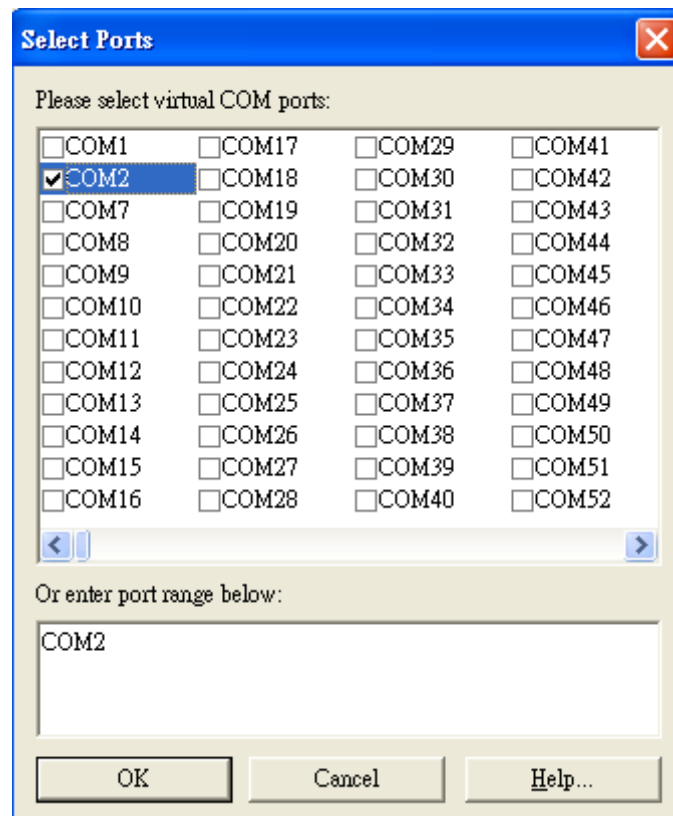 Select Ports
Please select virtual COM ports:
COM1 COM17 COM29 COM41
COM2 COM18 COM30 COM42
COM7 COM19 COM31 COM43
COM8 COM20 COM32 COM44
COM9 COM21 COM33 COM45
COM10 COM22 COM34 COM46
COM11 COM23 COM35 COM47
COM12 COM24 COM36 COM48
COM13 COM25 COM37 COM49
COM14 COM26 COM38 COM50
COM15 COM27 COM39 COM51
COM16 COM28 COM40 COM52
Or enter port range below:
COM2
OK Cancel Help...